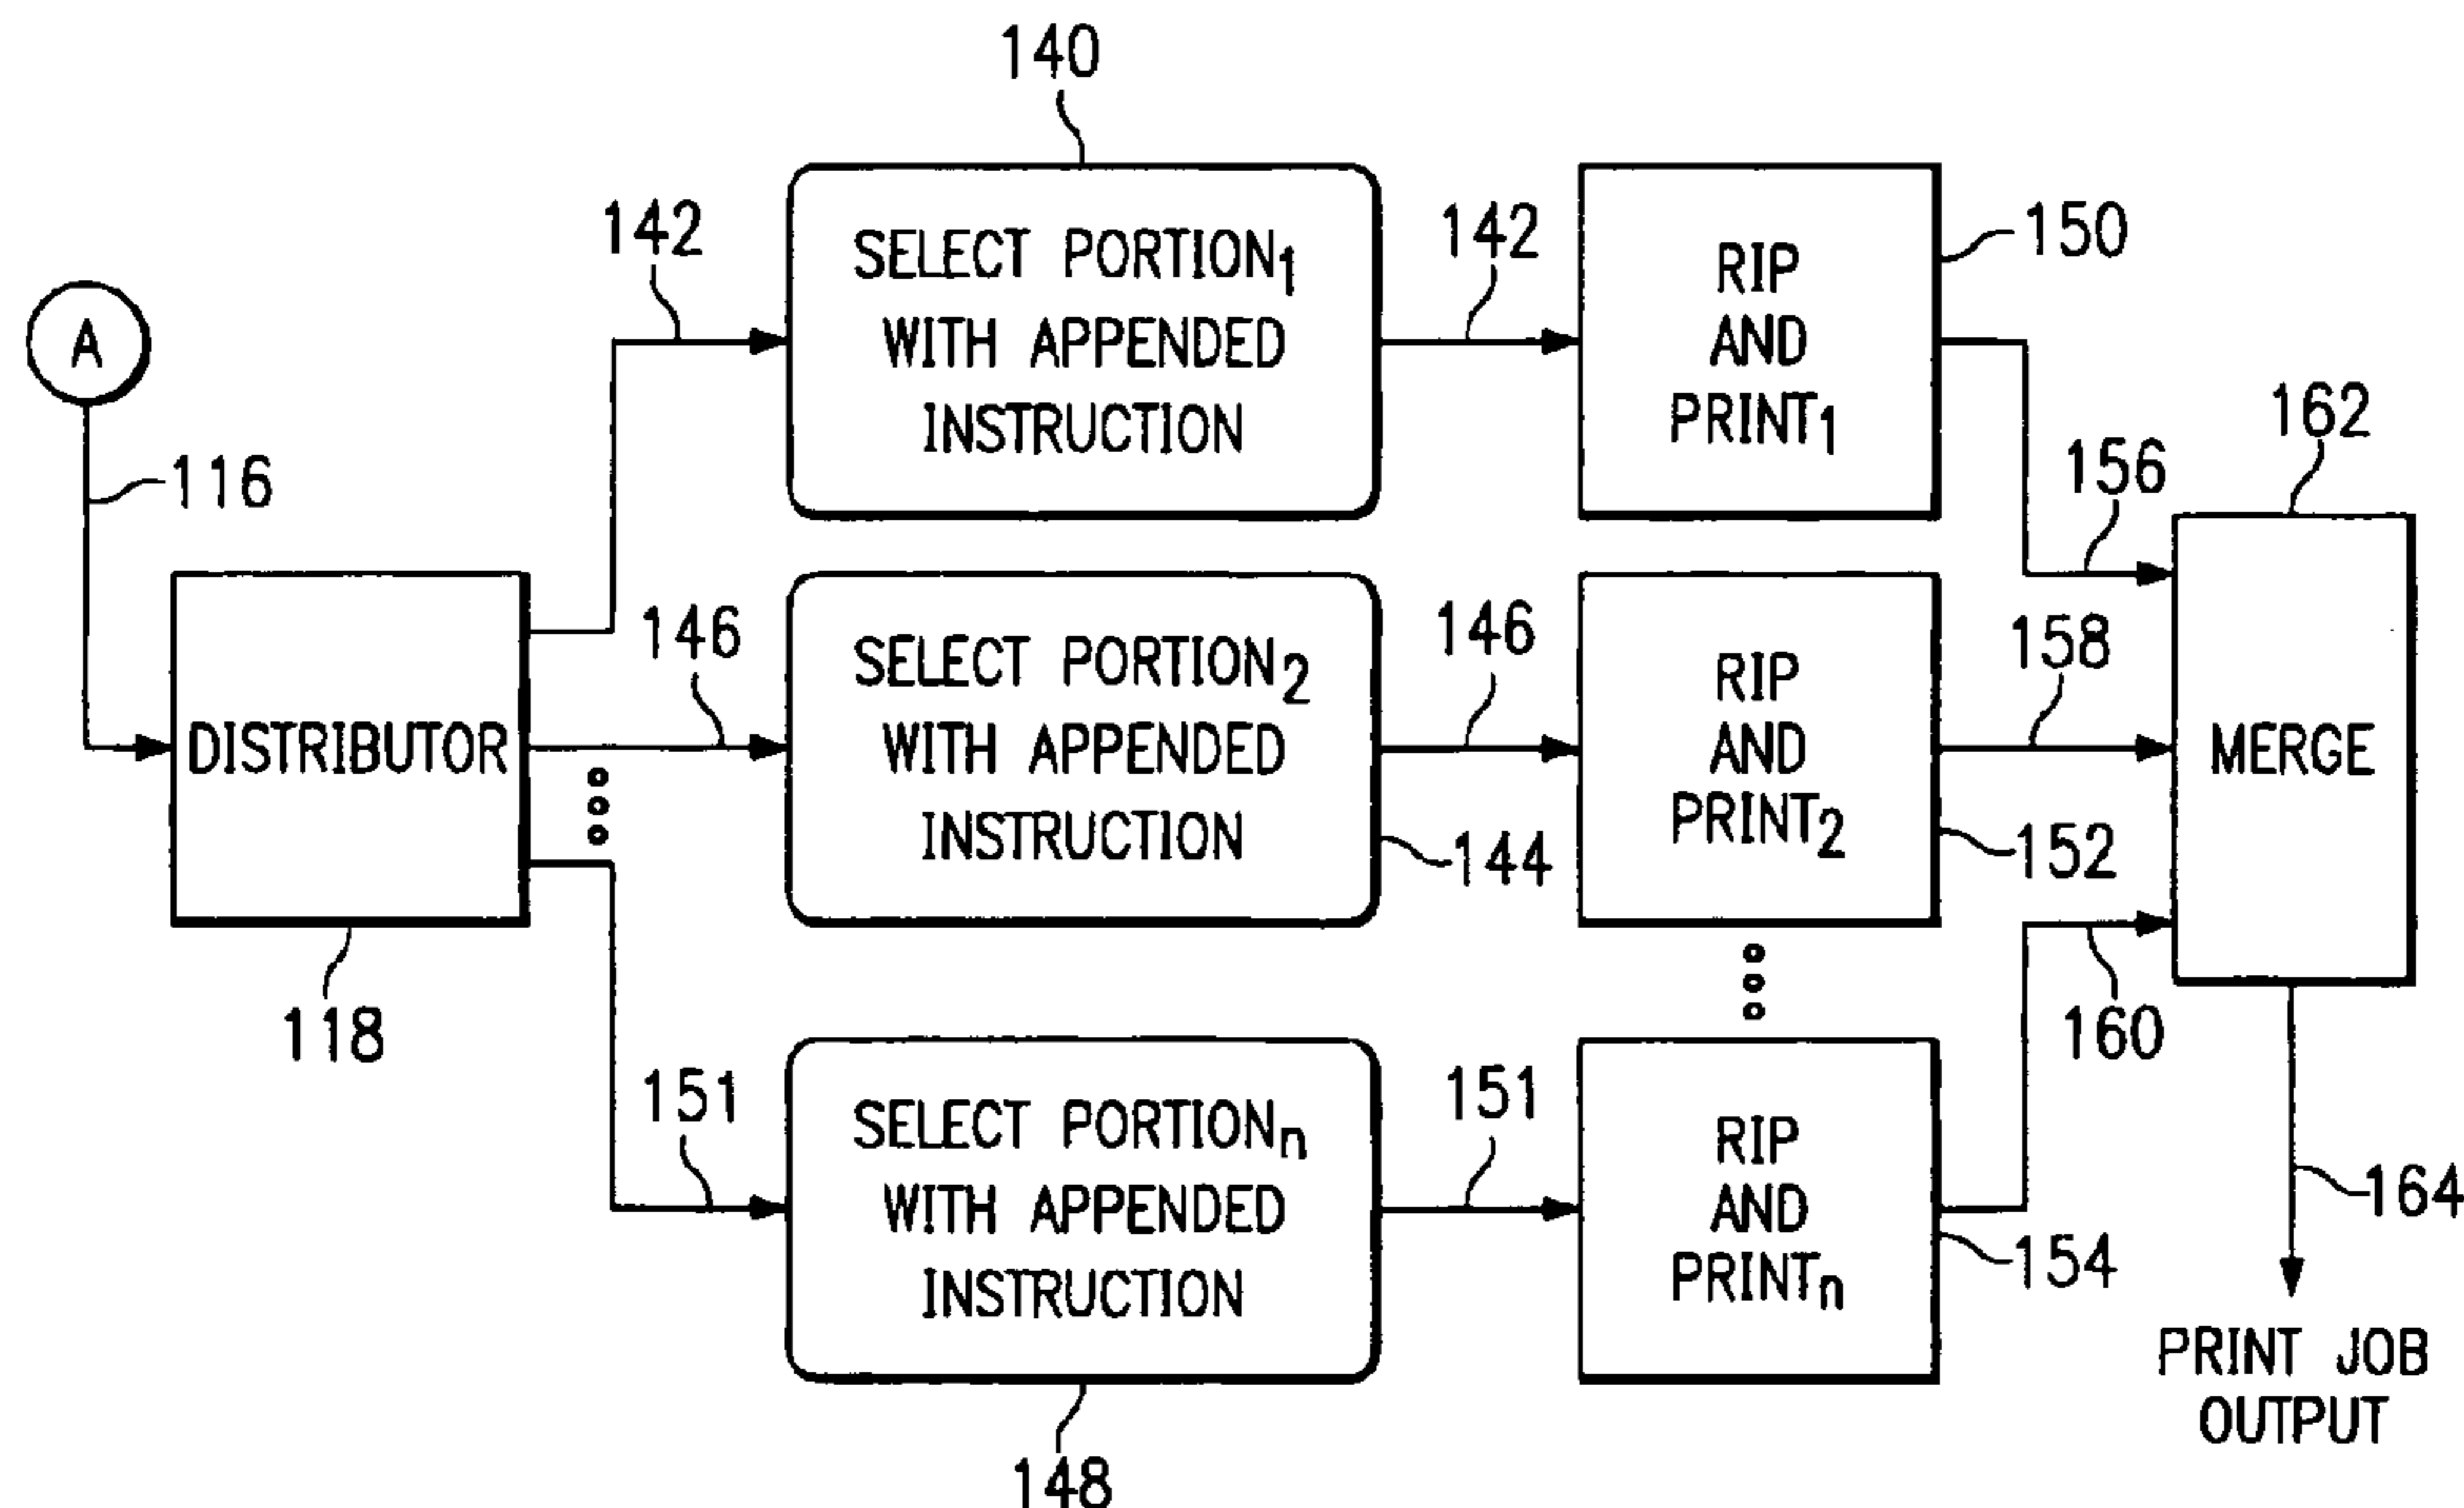 140
142
SELECT PORTION₁
WITH APPENDED
INSTRUCTION
142
RIP
AND
PRINT₁
150
A
116
156
162
DISTRIBUTOR
118
146
SELECT PORTION₂
WITH APPENDED
INSTRUCTION
144
146
RIP
AND
PRINT₂
152
158
MERGE
160
151
SELECT PORTIONₙ
WITH APPENDED
INSTRUCTION
148
151
RIP
AND
PRINTₙ
154
164
PRINT JOB
OUTPUT